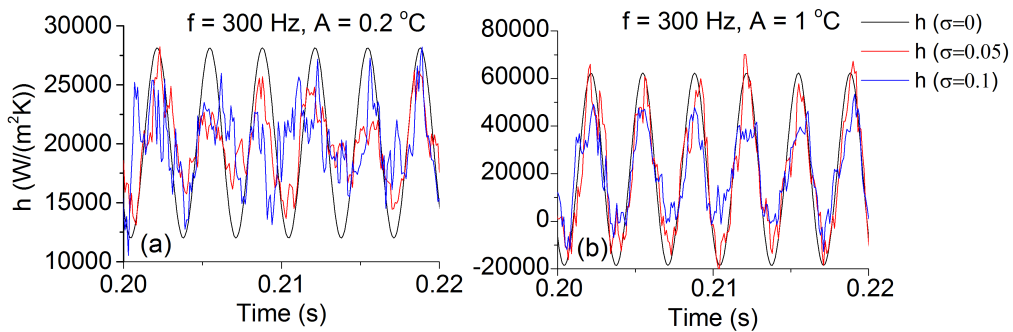 f = 300 Hz, A = 0.2 °C
30000
25000
20000
15000
10000
h (W/(m²K))
(a)
0.20
0.21
0.22
Time (s)
f = 300 Hz, A = 1 °C
80000
60000
40000
20000
0
-20000
(b)
0.20
0.21
0.22
Time (s)
h (σ=0)
h (σ=0.05)
h (σ=0.1)